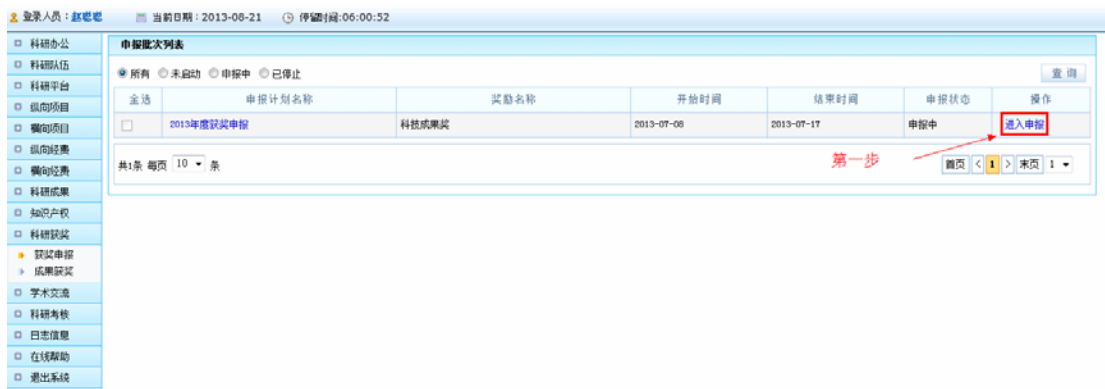 登录人员：赵聪聪 当前日期：2013-08-21 停留时间:06:00:52
科研办公
科研队伍
科研平台
纵向项目
横向项目
纵向经费
横向经费
科研成果
知识产权
科研获奖
获奖申报
成果获奖
学术交流
科研考核
日志信息
在线帮助
退出系统
申报批次列表
所有 未启动 申报中 已停止 查询
全选 申报计划名称 奖励名称 开始时间 结束时间 申报状态 操作
2013年度获奖申报 科技成果奖 2013-07-08 2013-07-17 申报中 进入申报
第一步
共1条 每页 10 条 首页 < 1 > 末页 1